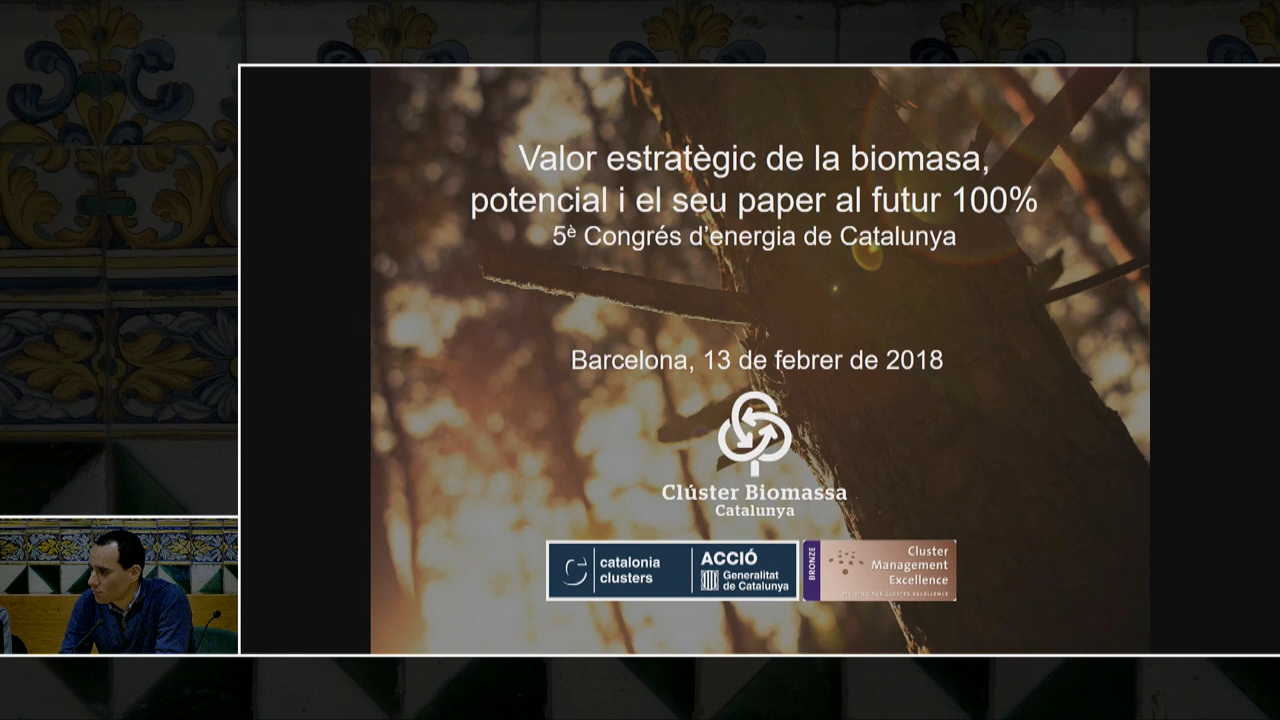 Valor estratègic de la biomasa,
potencial i el seu paper al futur 100%
5è Congrés d'energia de Catalunya
Barcelona, 13 de febrer de 2018
Clúster Biomassa
Catalunya
catalonia
clusters
ACCIÓ
Generalitat
de Catalunya
BRONZE
Cluster
Management
Excellence
STRIVING FOR CLUSTER EXCELLENCE